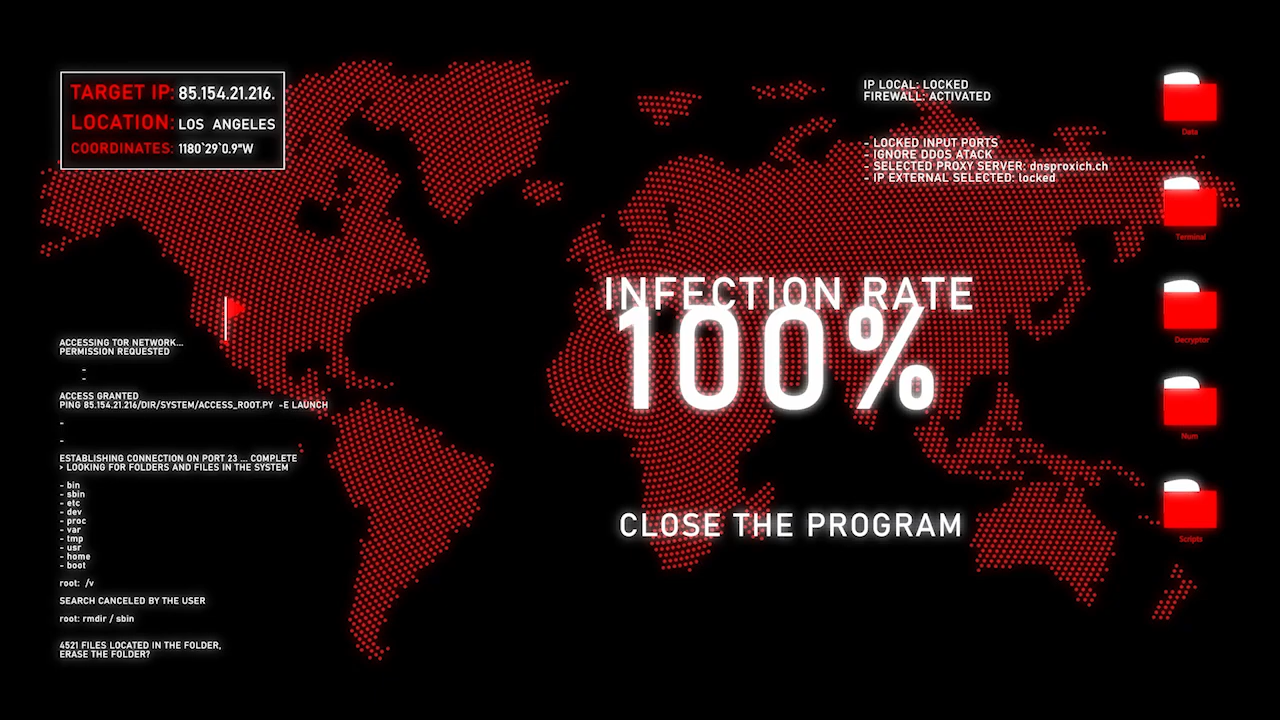 TARGET IP: 85.154.21.216.
LOCATION: LOS ANGELES
COORDINATES: 1180`29`0.9"W
IP LOCAL: LOCKED
FIREWALL: ACTIVATED
- LOCKED INPUT PORTS
- IGNORE DDOS ATACK
- SELECTED PROXY SERVER: dnsproxich.ch
- IP EXTERNAL SELECTED: locked
Data
Terminal
Decryptor
Num
Scripts
INFECTION RATE
100%
CLOSE THE PROGRAM
ACCESSING TOR NETWORK...
PERMISSION REQUESTED
-
-
ACCESS GRANTED
PING 85.154.21.216/DIR/SYSTEM/ACCESS_ROOT.PY -E LAUNCH
-
-
ESTABLISHING CONNECTION ON PORT 23 ... COMPLETE
> LOOKING FOR FOLDERS AND FILES IN THE SYSTEM
- bin
- sbin
- etc
- dev
- proc
- var
- tmp
- usr
- home
- boot
root: /v
SEARCH CANCELED BY THE USER
root: rmdir / sbin
4521 FILES LOCATED IN THE FOLDER,
ERASE THE FOLDER?